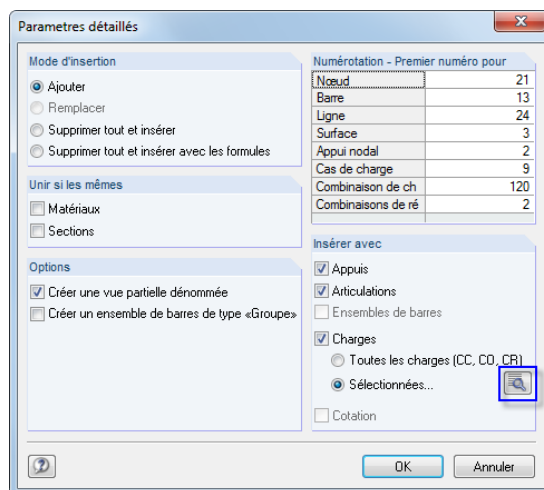 Parametres détaillés
Mode d'insertion
Ajouter
Remplacer
Supprimer tout et insérer
Supprimer tout et insérer avec les formules
Unir si les mêmes
Matériaux
Sections
Options
Créer une vue partielle dénommée
Créer un ensemble de barres de type «Groupe»
Numérotation - Premier numéro pour
Nœud 21
Barre 13
Ligne 24
Surface 3
Appui nodal 2
Cas de charge 9
Combinaison de ch 120
Combinaisons de ré 2
Insérer avec
Appuis
Articulations
Ensembles de barres
Charges
Toutes les charges (CC, CO, CR)
Sélectionnées...
Cotation
OK Annuler